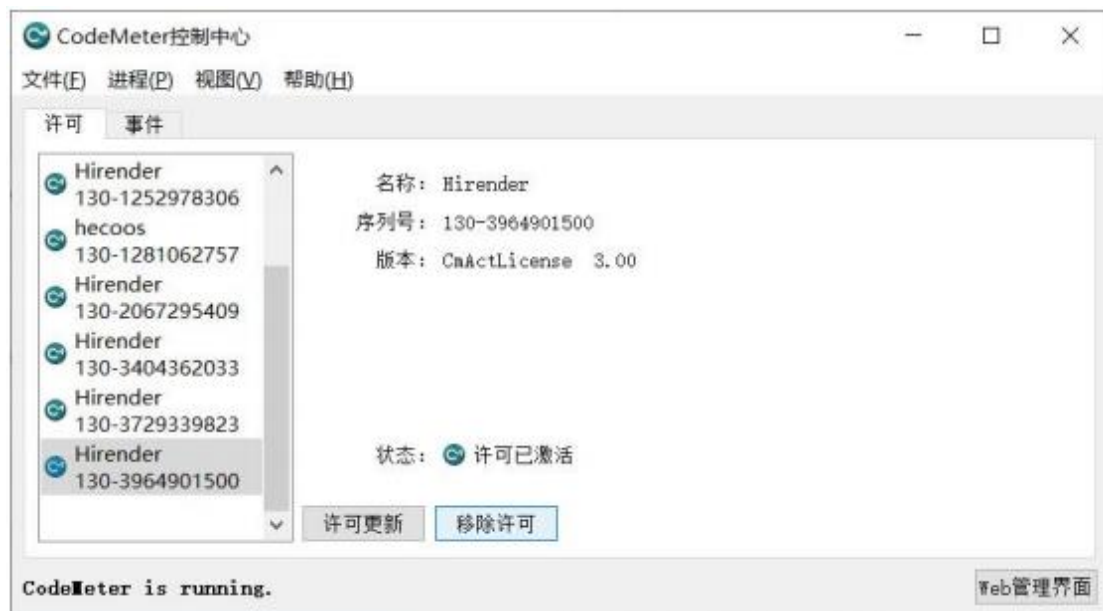 CodeMeter控制中心
文件(F) 进程(P) 视图(V) 帮助(H)
许可 事件
Hirender
130-1252978306
hecoos
130-1281062757
Hirender
130-2067295409
Hirender
130-3404362033
Hirender
130-3729339823
Hirender
130-3964901500
名称: Hirender
序列号: 130-3964901500
版本: CmActLicense 3.00
状态: 许可已激活
许可更新 移除许可
CodeMeter is running.
Web管理界面